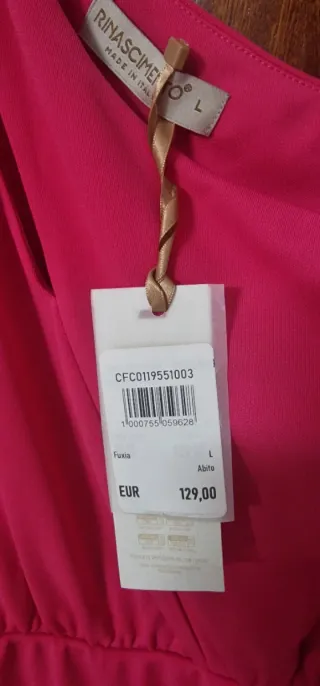 RINASCIMENTO®
MADE IN ITALY
L
CFC0119551003
1000755059628
Fuxia
L
Abito
EUR 129,00